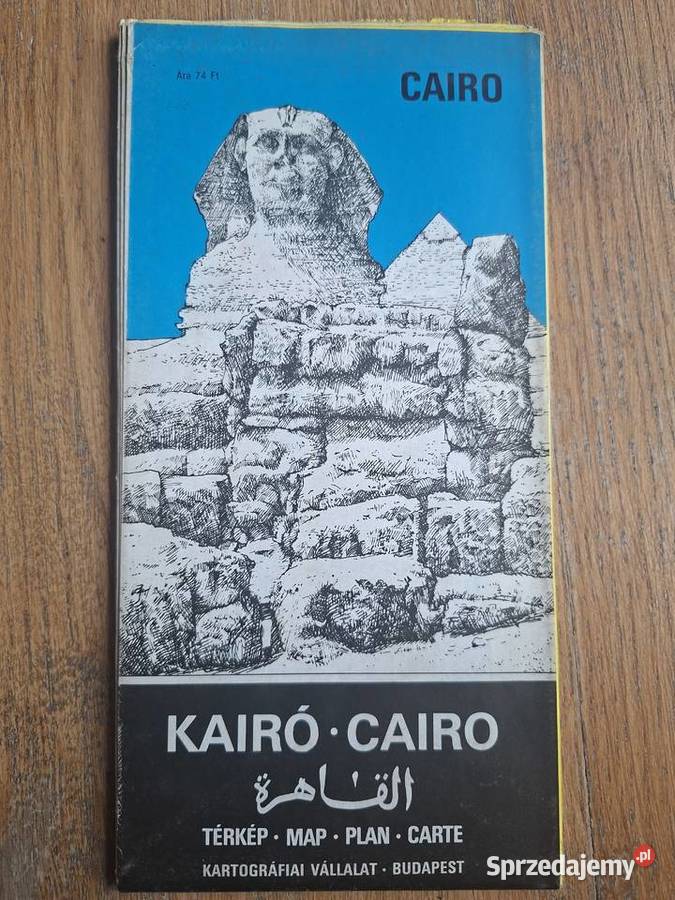 Ára 74 Ft
CAIRO
KAIRÓ · CAIRO
القاهرة
TÉRKÉP · MAP · PLAN · CARTE
KARTOGRÁFIAI VÁLLALAT · BUDAPEST
Sprzedajemy.pl